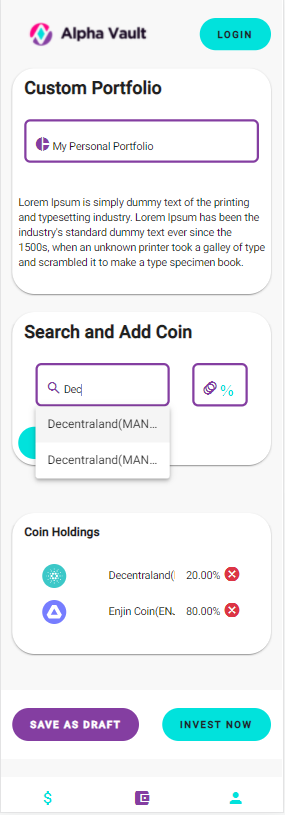 Alpha Vault
LOGIN
Custom Portfolio
My Personal Portfolio
Lorem Ipsum is simply dummy text of the printing
and typesetting industry. Lorem Ipsum has been the
industry's standard dummy text ever since the
1500s, when an unknown printer took a galley of type
and scrambled it to make a type specimen book.
Search and Add Coin
Dec
%
Decentraland(MAN...
Decentraland(MAN...
Coin Holdings
Decentraland( 20.00%
Enjin Coin(EN. 80.00%
SAVE AS DRAFT
INVEST NOW
$